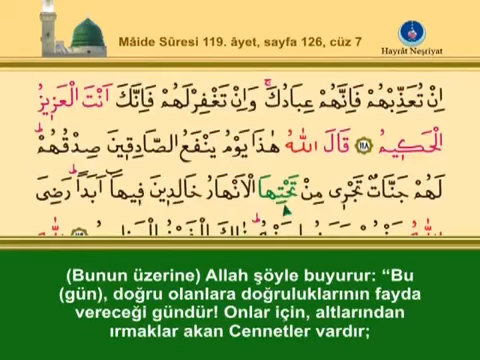 Mâide Sûresi 119. âyet, sayfa 126, cüz 7
Hayrât Neşriyat
اِنْ تُعَذِّبْهُمْ فَاِنَّهُمْ عِبَادُكَۚ وَاِنْ تَغْفِرْ لَهُمْ فَاِنَّكَ اَنْتَ الْعَزٖيزُ
الْحَكٖيمُ ﴿١١٨﴾ قَالَ اللّٰهُ هٰذَا يَوْمُ يَنْفَعُ الصَّادِقٖينَ صِدْقُهُمْۜ
لَهُمْ جَنَّاتٌ تَجْرٖى مِنْ تَحْتِهَا الْاَنْهَارُ خَالِدٖينَ فٖيهَٓا اَبَداًۜ رَضِىَ
(Bunun üzerine) Allah şöyle buyurur: “Bu
(gün), doğru olanlara doğruluklarının fayda
vereceği gündür! Onlar için, altlarından
ırmaklar akan Cennetler vardır;